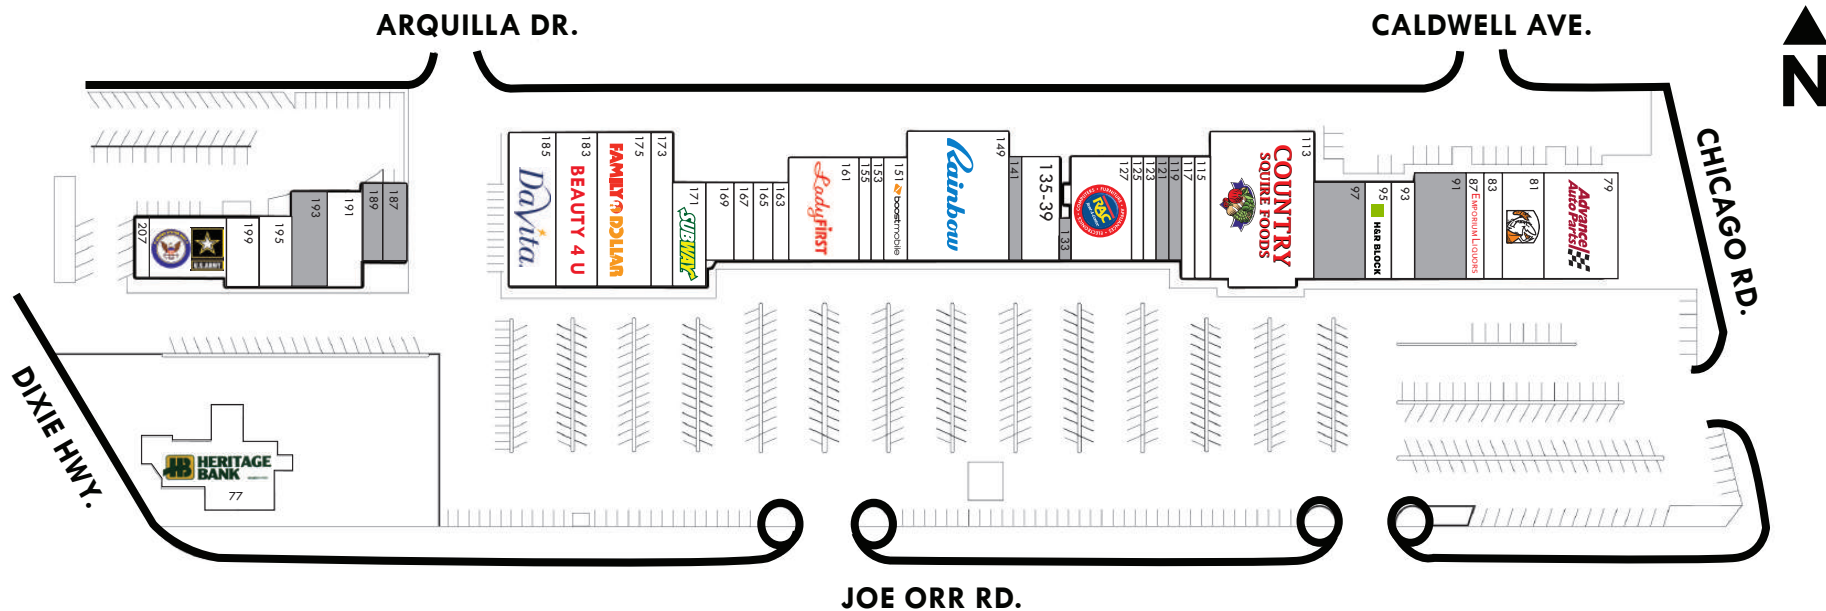 ARQUILLA DR.
CALDWELL AVE.
N
CHICAGO RD.
DIXIE HWY.
JOE ORR RD.
207
U.S. ARMY
199
195
193
191
189
187
185
DaVita.
183
BEAUTY 4 U
175
FAMILY DOLLAR
173
171
SUBWAY
169
167
165
163
161
LadyFirst
155
153
151 boostmobile
149
Rainbow
141
135-39
133
RAC
127
125
123
121
119
117
115
113
COUNTRY
SQUIRE FOODS
97
95
H&R BLOCK
93
91
87 EMPORIUM LIQUORS
83
81
79
Advance
Auto Parts
HERITAGE
BANK
77